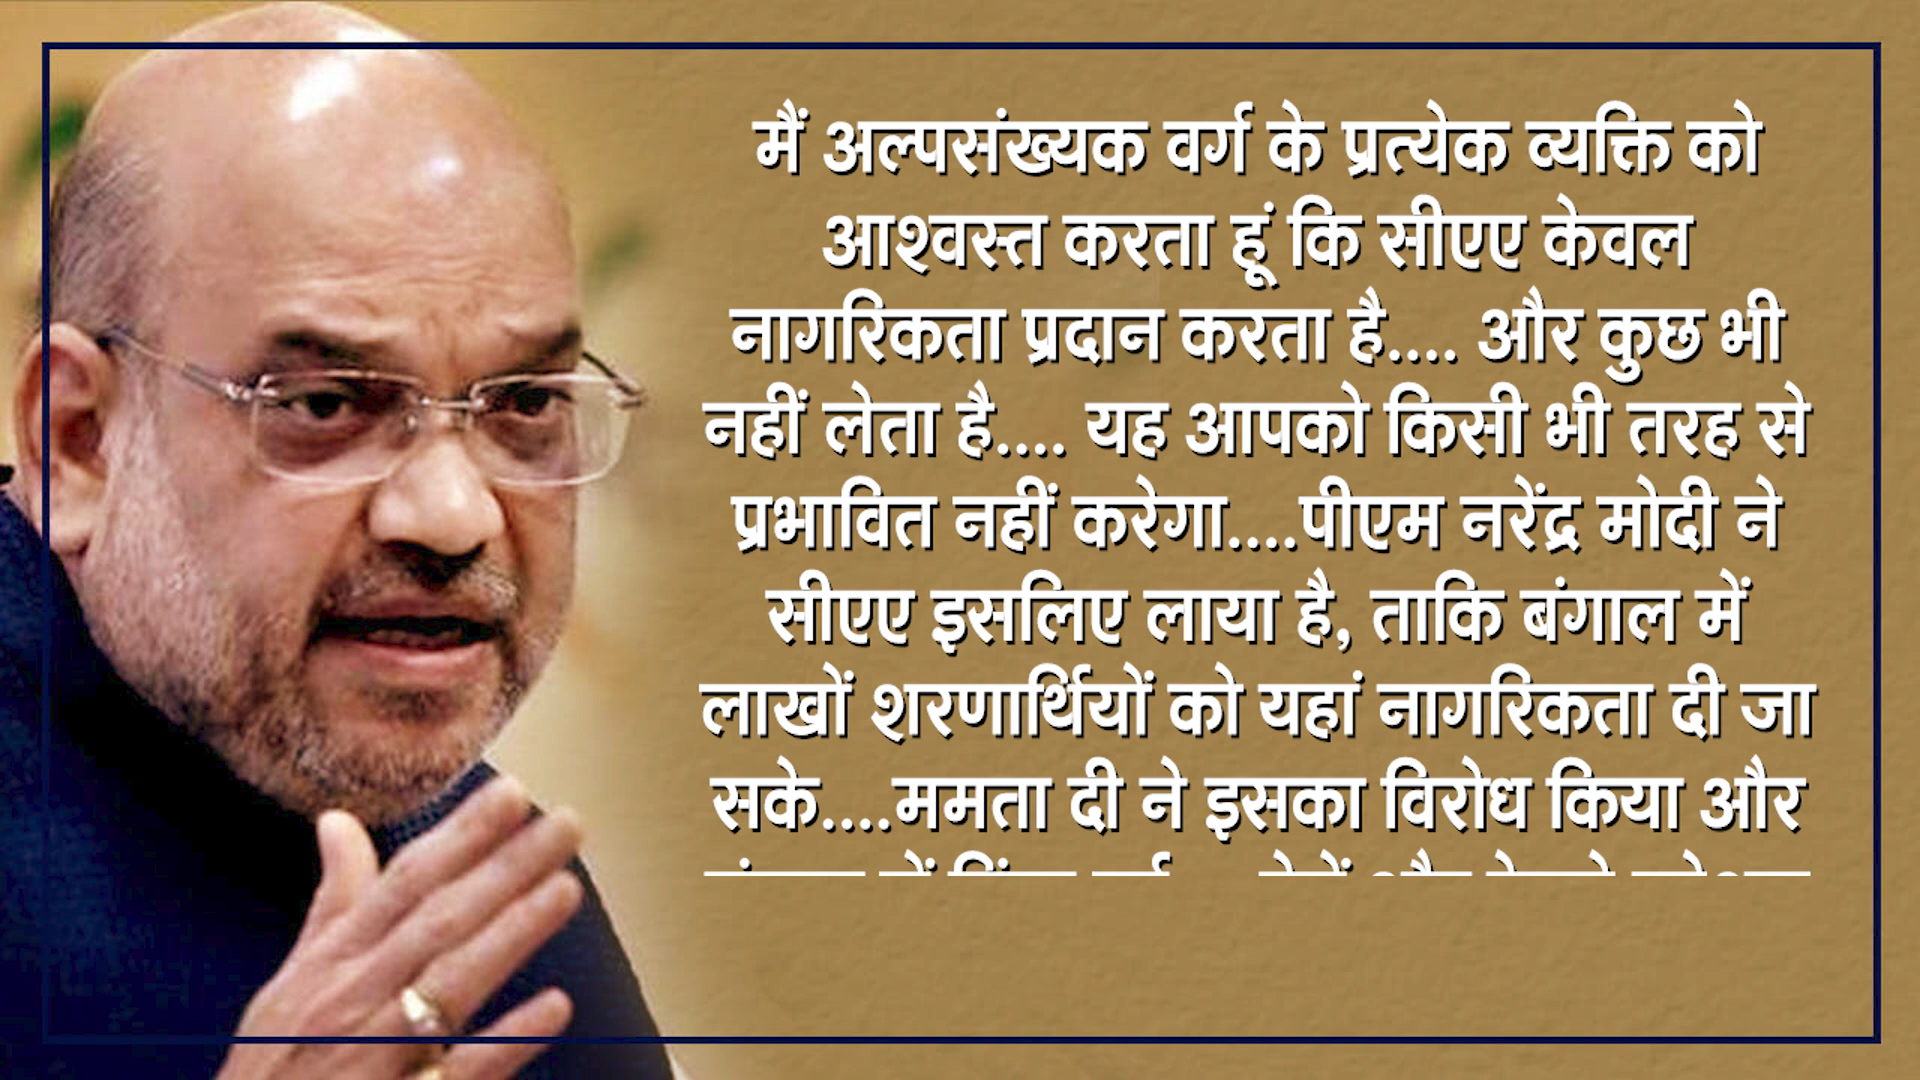 मैं अल्पसंख्यक वर्ग के प्रत्येक व्यक्ति को
आश्वस्त करता हूं कि सीएए केवल
नागरिकता प्रदान करता है.... और कुछ भी
नहीं लेता है.... यह आपको किसी भी तरह से
प्रभावित नहीं करेगा....पीएम नरेंद्र मोदी ने
सीएए इसलिए लाया है, ताकि बंगाल में
लाखों शरणार्थियों को यहां नागरिकता दी जा
सके....ममता दी ने इसका विरोध किया और